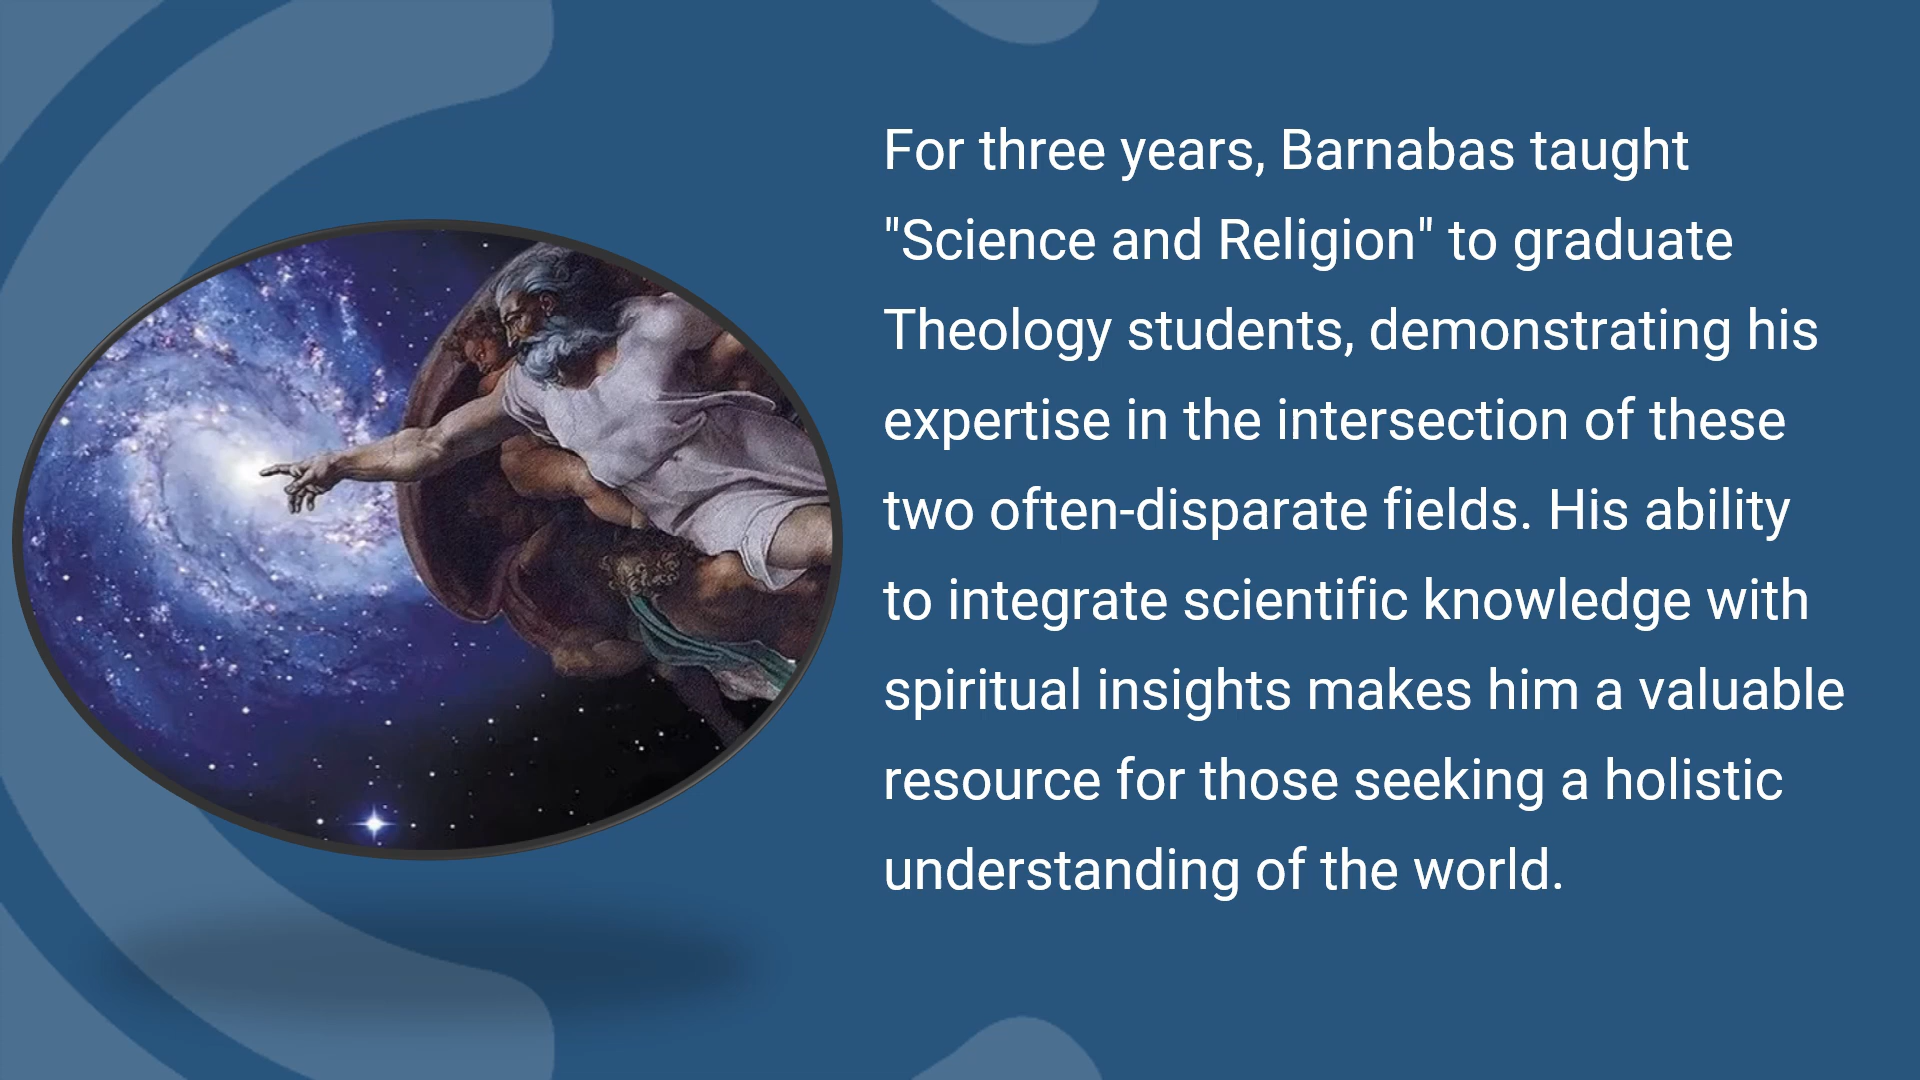 For three years, Barnabas taught
"Science and Religion" to graduate
Theology students, demonstrating his
expertise in the intersection of these
two often-disparate fields. His ability
to integrate scientific knowledge with
spiritual insights makes him a valuable
resource for those seeking a holistic
understanding of the world.